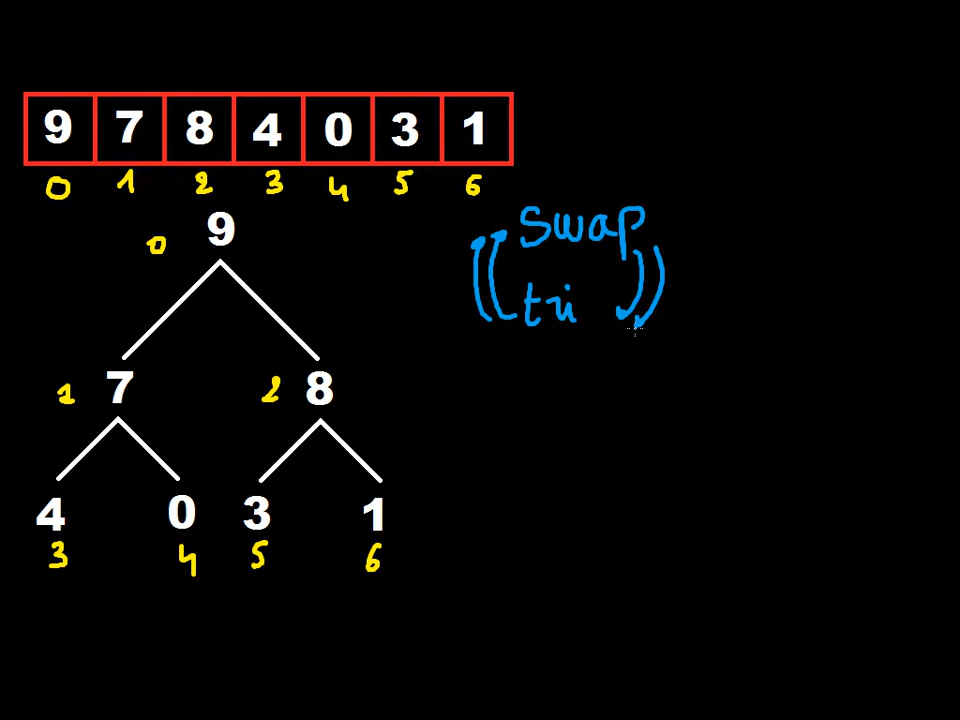 9 7 8 4 0 3 1
0 1 2 3 4 5 6
0 9
swap
tri
1 7 2 8
4 0 3 1
3 4 5 6